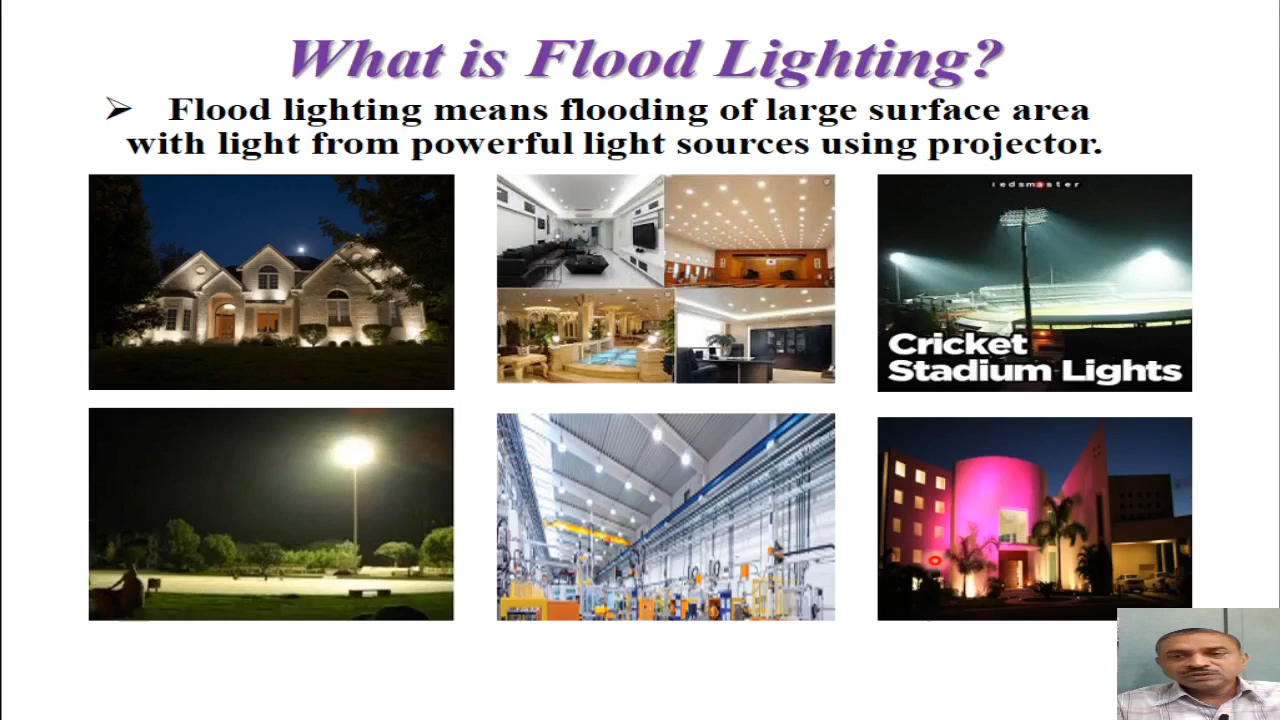 What is Flood Lighting?
➢ Flood lighting means flooding of large surface area
with light from powerful light sources using projector.
iedsmaster
Cricket
Stadium Lights